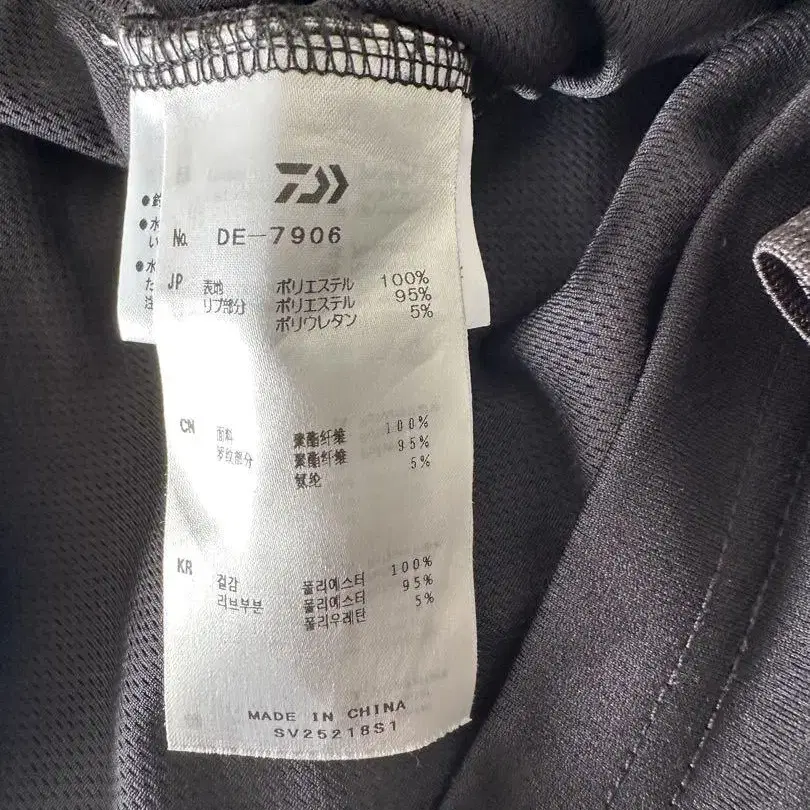 No. DE-7906
JP 表地 ポリエステル 100%
リブ部分 ポリエステル 95%
ポリウレタン 5%
CN 面料 聚酯纤维 100%
罗纹部分 聚酯纤维 95%
氨纶 5%
KR 겉감 폴리에스터 100%
리브부분 폴리에스터 95%
폴리우레탄 5%
MADE IN CHINA
SV25218S1